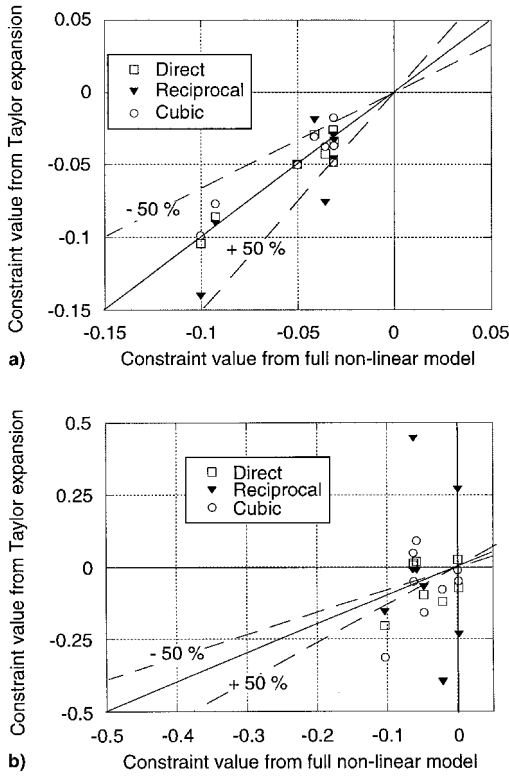 Constraint value from Taylor expansion
0.05
0
-0.05
-0.1
-0.15
Direct
Reciprocal
Cubic
- 50 %
+ 50 %
-0.15 -0.1 -0.05 0 0.05
a) Constraint value from full non-linear model
Constraint value from Taylor expansion
0.5
0.25
0
-0.25
-0.5
Direct
Reciprocal
Cubic
- 50 %
+ 50 %
-0.5 -0.4 -0.3 -0.2 -0.1 0
b) Constraint value from full non-linear model